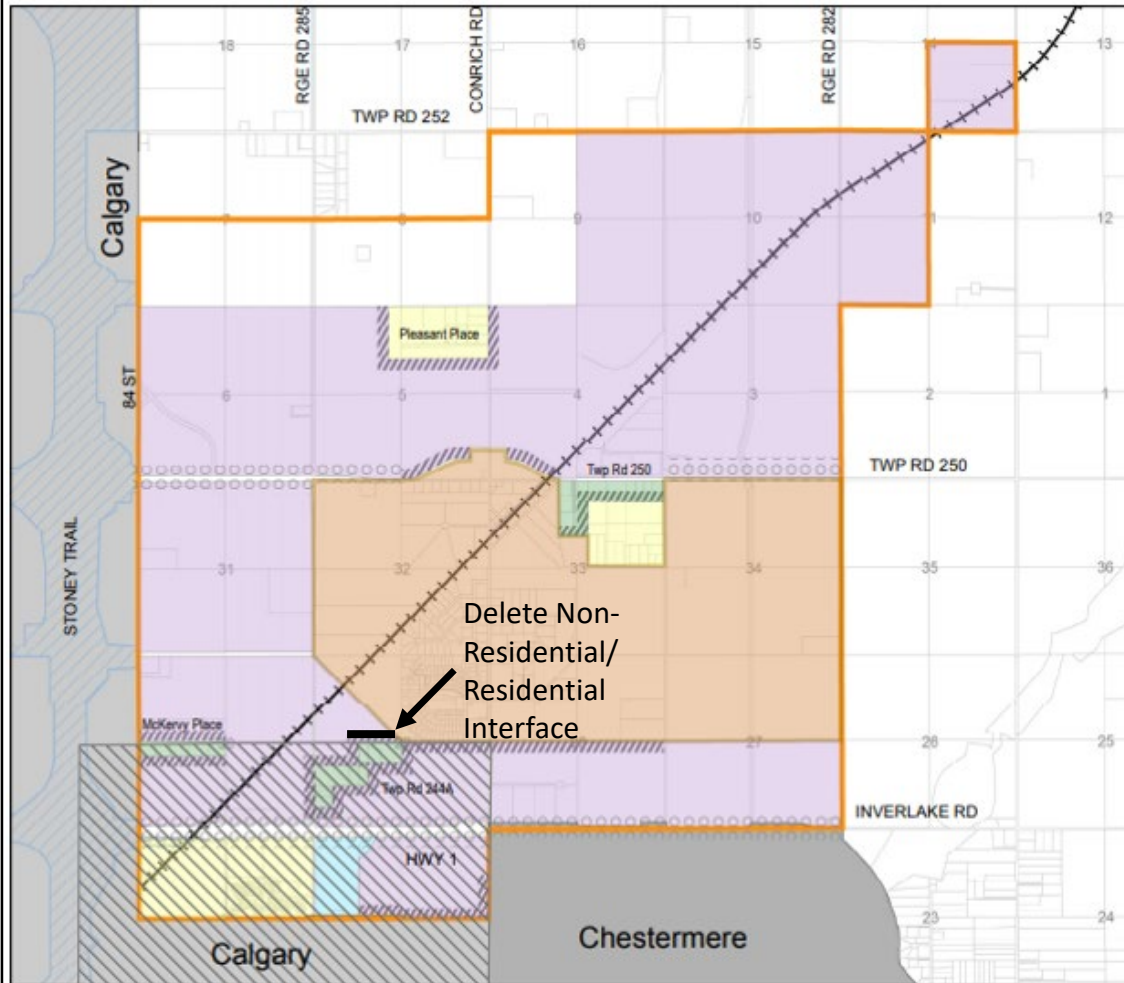 18
RGE RD 285
17
CONRICH RD
16
15
RGE RD 282
14
13
TWP RD 252
Calgary
7
8
9
10
11
12
Pleasant Place
84 ST
6
5
4
3
2
1
Twp Rd 250
TWP RD 250
STONEY TRAIL
31
32
33
34
35
36
Delete Non-
Residential/
Residential
Interface
McKervy Place
27
26
25
Twp Rd 244A
INVERLAKE RD
HWY 1
23
24
Calgary
Chestermere